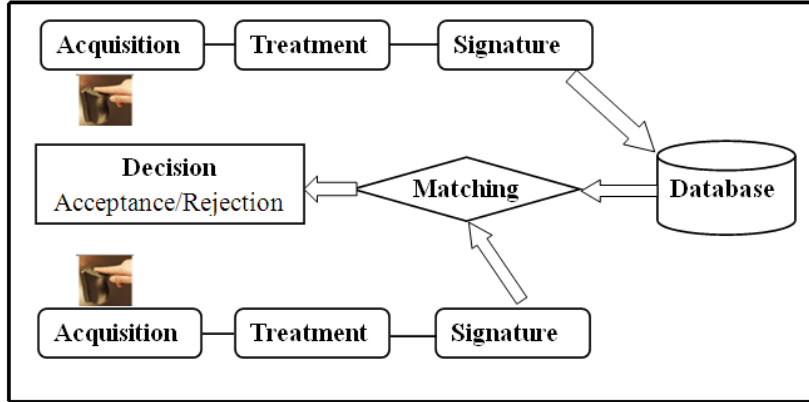 Acquisition
Treatment
Signature
Decision
Acceptance/Rejection
Matching
Database
Acquisition
Treatment
Signature